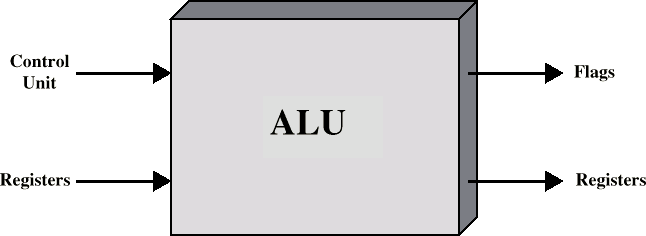 Control
Unit
Flags
ALU
Registers
Registers